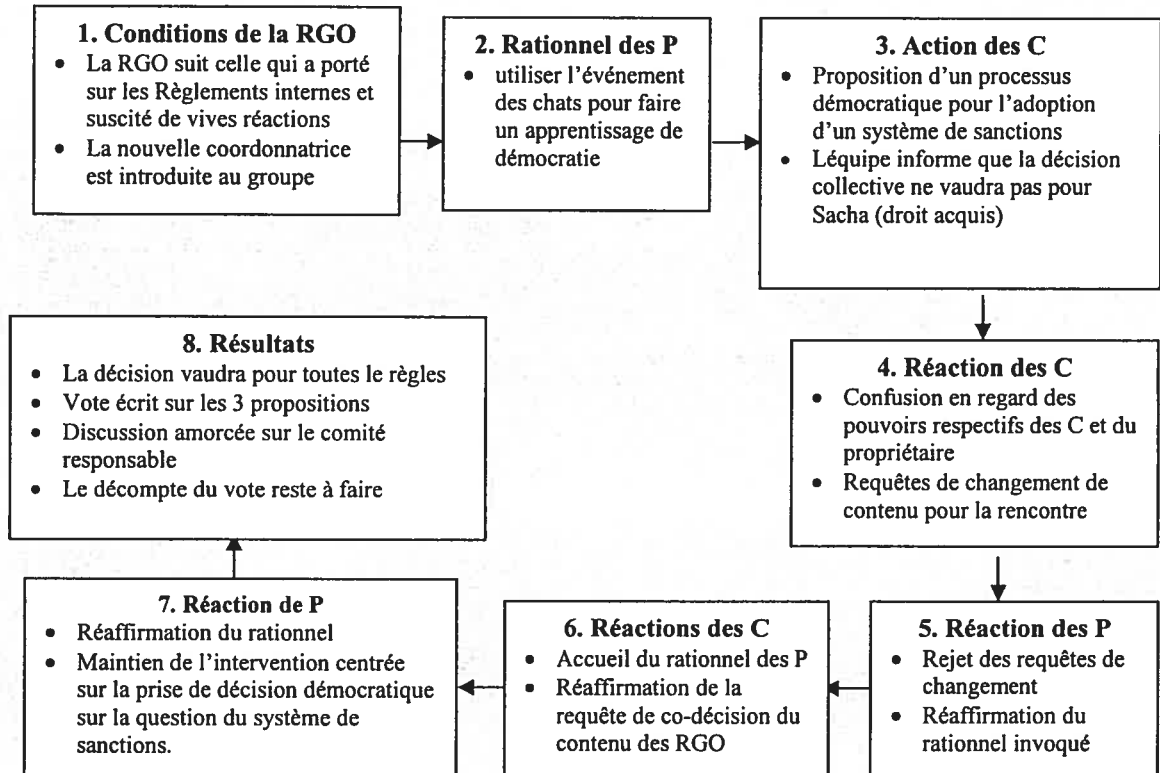 1. Conditions de la RGO
• La RGO suit celle qui a porté
sur les Règlements internes et
suscité de vives réactions
• La nouvelle coordonnatrice
est introduite au groupe
2. Rationnel des P
• utiliser l'événement
des chats pour faire
un apprentissage de
démocratie
3. Action des C
• Proposition d'un processus
démocratique pour l'adoption
d'un système de sanctions
• Léquipe informe que la décision
collective ne vaudra pas pour
Sacha (droit acquis)
4. Réaction des C
• Confusion en regard des
pouvoirs respectifs des C et du
propriétaire
• Requêtes de changement de
contenu pour la rencontre
5. Réaction des P
• Rejet des requêtes de
changement
• Réaffirmation du
rationnel invoqué
6. Réactions des C
• Accueil du rationnel des P
• Réaffirmation de la
requête de co-décision du
contenu des RGO
7. Réaction de P
• Réaffirmation du rationnel
• Maintien de l'intervention centrée
sur la prise de décision démocratique
sur la question du système de
sanctions.
8. Résultats
• La décision vaudra pour toutes le règles
• Vote écrit sur les 3 propositions
• Discussion amorcée sur le comité
responsable
• Le décompte du vote reste à faire